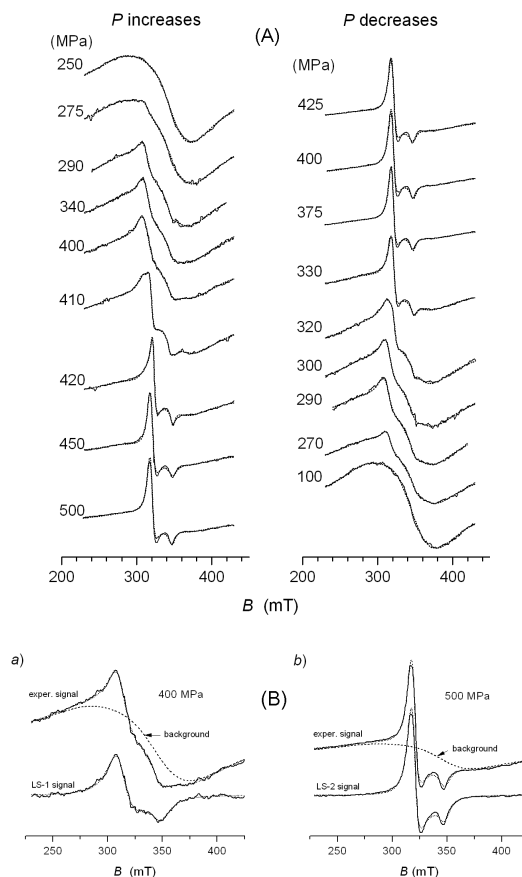 P increases
P decreases
(A)
(MPa)
250
275
290
340
400
410
420
450
500
(MPa)
425
400
375
330
320
300
290
270
100
200 300 400
300 400
B (mT)
a)
400 MPa
exper. signal
background
LS-1 signal
250 300 350 400
B (mT)
b)
(B)
500 MPa
exper. signal
background
LS-2 signal
250 300 350 400
B (mT)